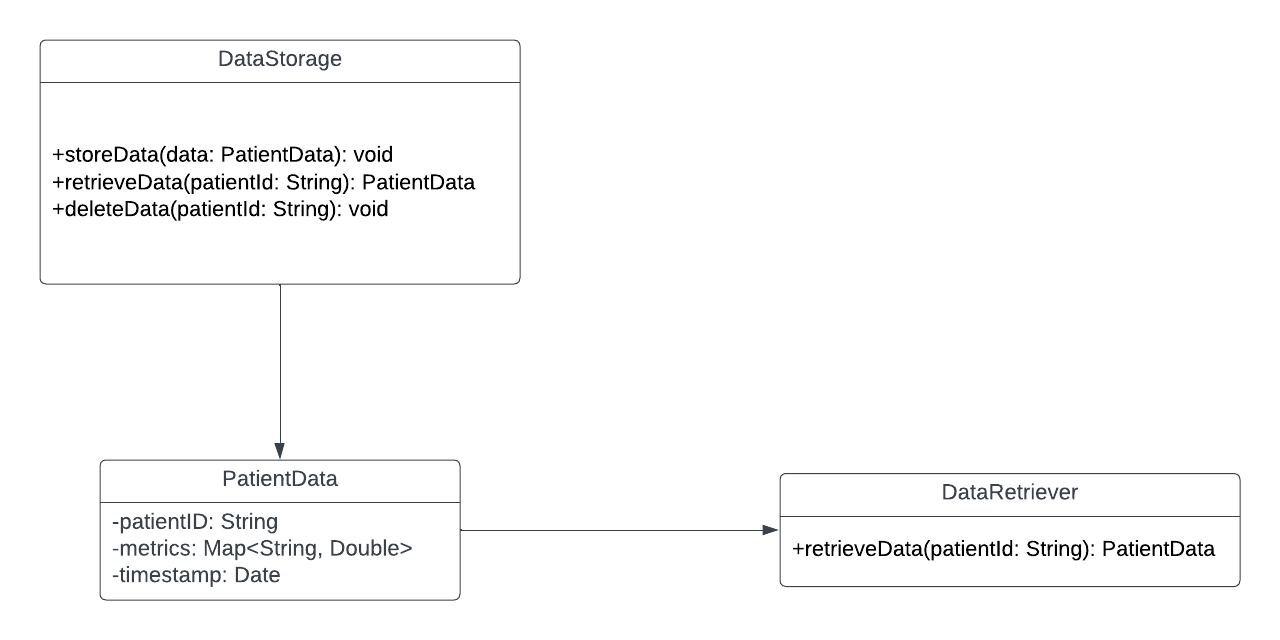 DataStorage
+storeData(data: PatientData): void
+retrieveData(patientId: String): PatientData
+deleteData(patientId: String): void
PatientData
-patientID: String
-metrics: Map<String, Double>
-timestamp: Date
DataRetriever
+retrieveData(patientId: String): PatientData